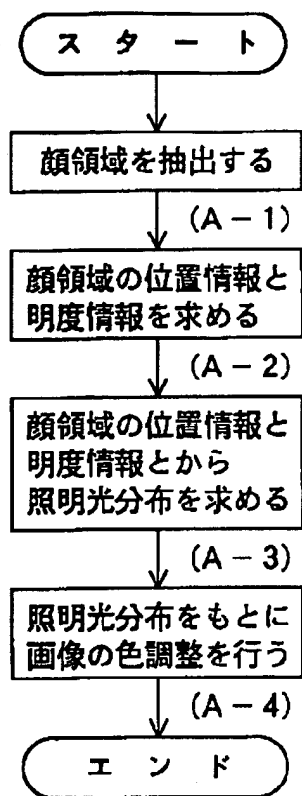 スタート
顔領域を抽出する
(A-1)
顔領域の位置情報と
明度情報を求める
(A-2)
顔領域の位置情報と
明度情報とから
照明光分布を求める
(A-3)
照明光分布をもとに
画像の色調整を行う
(A-4)
エンド